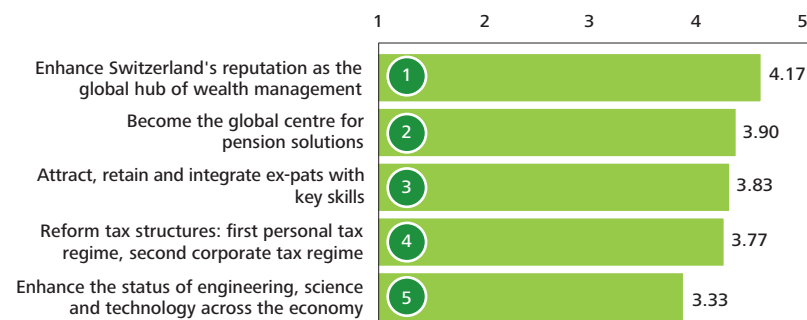 1 2 3 4 5
Enhance Switzerland's reputation as the
global hub of wealth management
1
4.17
Become the global centre for
pension solutions
2
3.90
Attract, retain and integrate ex-pats with
key skills
3
3.83
Reform tax structures: first personal tax
regime, second corporate tax regime
4
3.77
Enhance the status of engineering, science
and technology across the economy
5
3.33